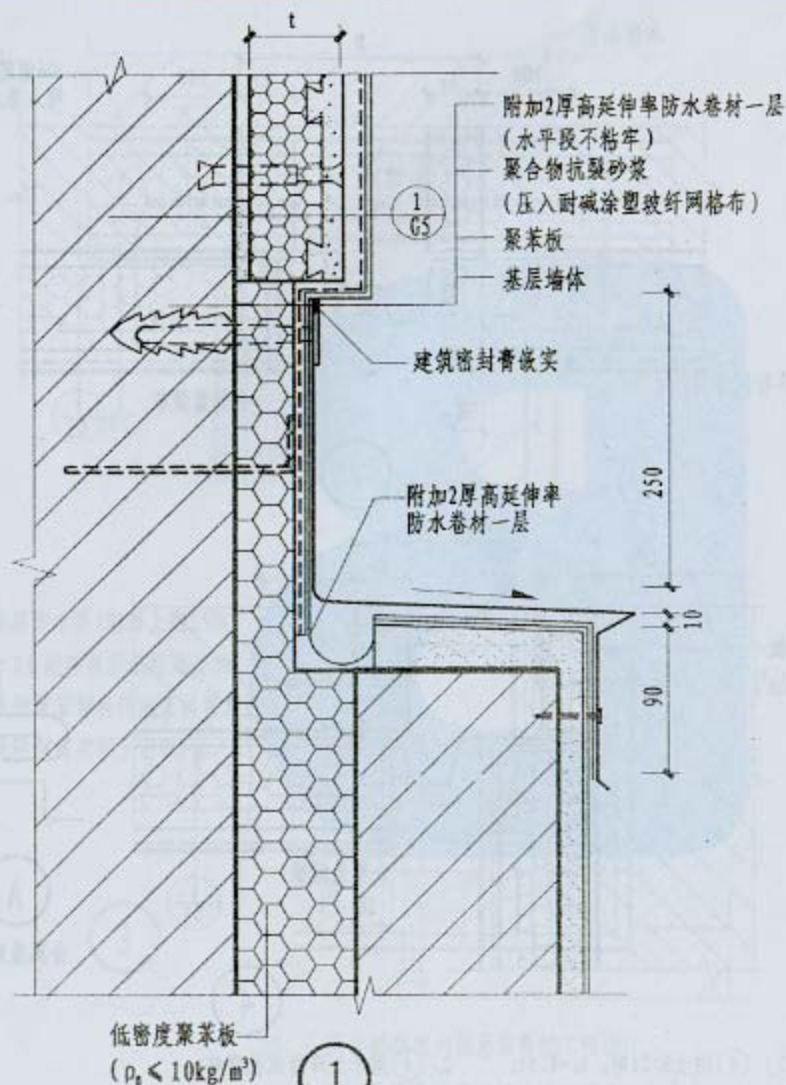 t
附加2厚高延伸率防水卷材一层
(水平段不粘牢)
聚合物抗裂砂浆
(压入耐碱涂塑玻纤网格布)
聚苯板
基层墙体
1
G5
建筑密封膏嵌实
250
附加2厚高延伸率
防水卷材一层
10
90
低密度聚苯板
(ρ₀≤10kg/m³)
1